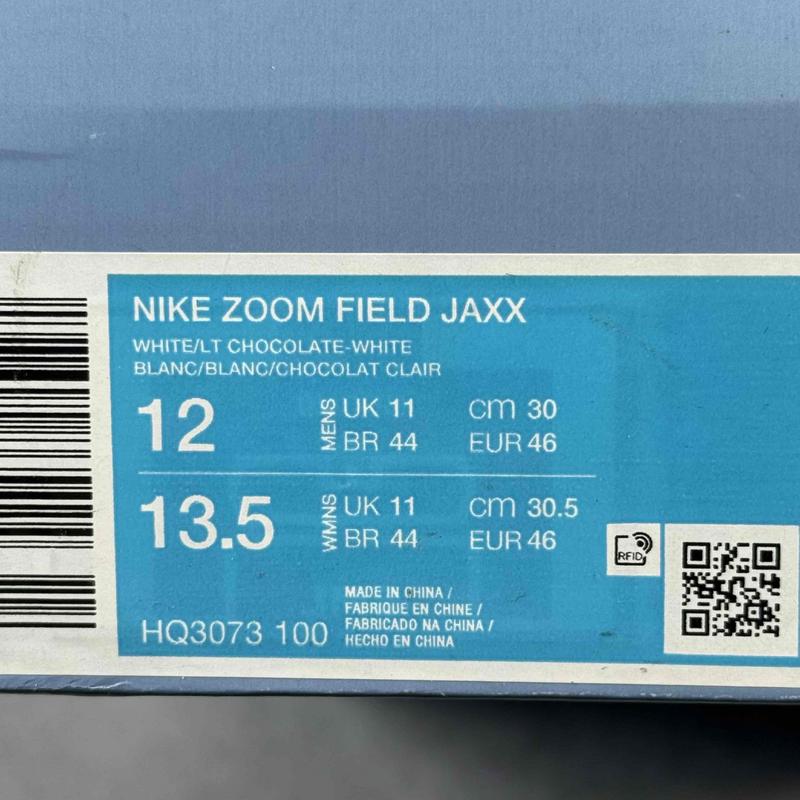 NIKE ZOOM FIELD JAXX
WHITE/LT CHOCOLATE-WHITE
BLANC/BLANC/CHOCOLAT CLAIR
12 MENS UK 11 cm 30
BR 44 EUR 46
13.5 WMNS UK 11 cm 30.5
BR 44 EUR 46
RFID
HQ3073 100
MADE IN CHINA /
FABRIQUE EN CHINE /
FABRICADO NA CHINA /
HECHO EN CHINA